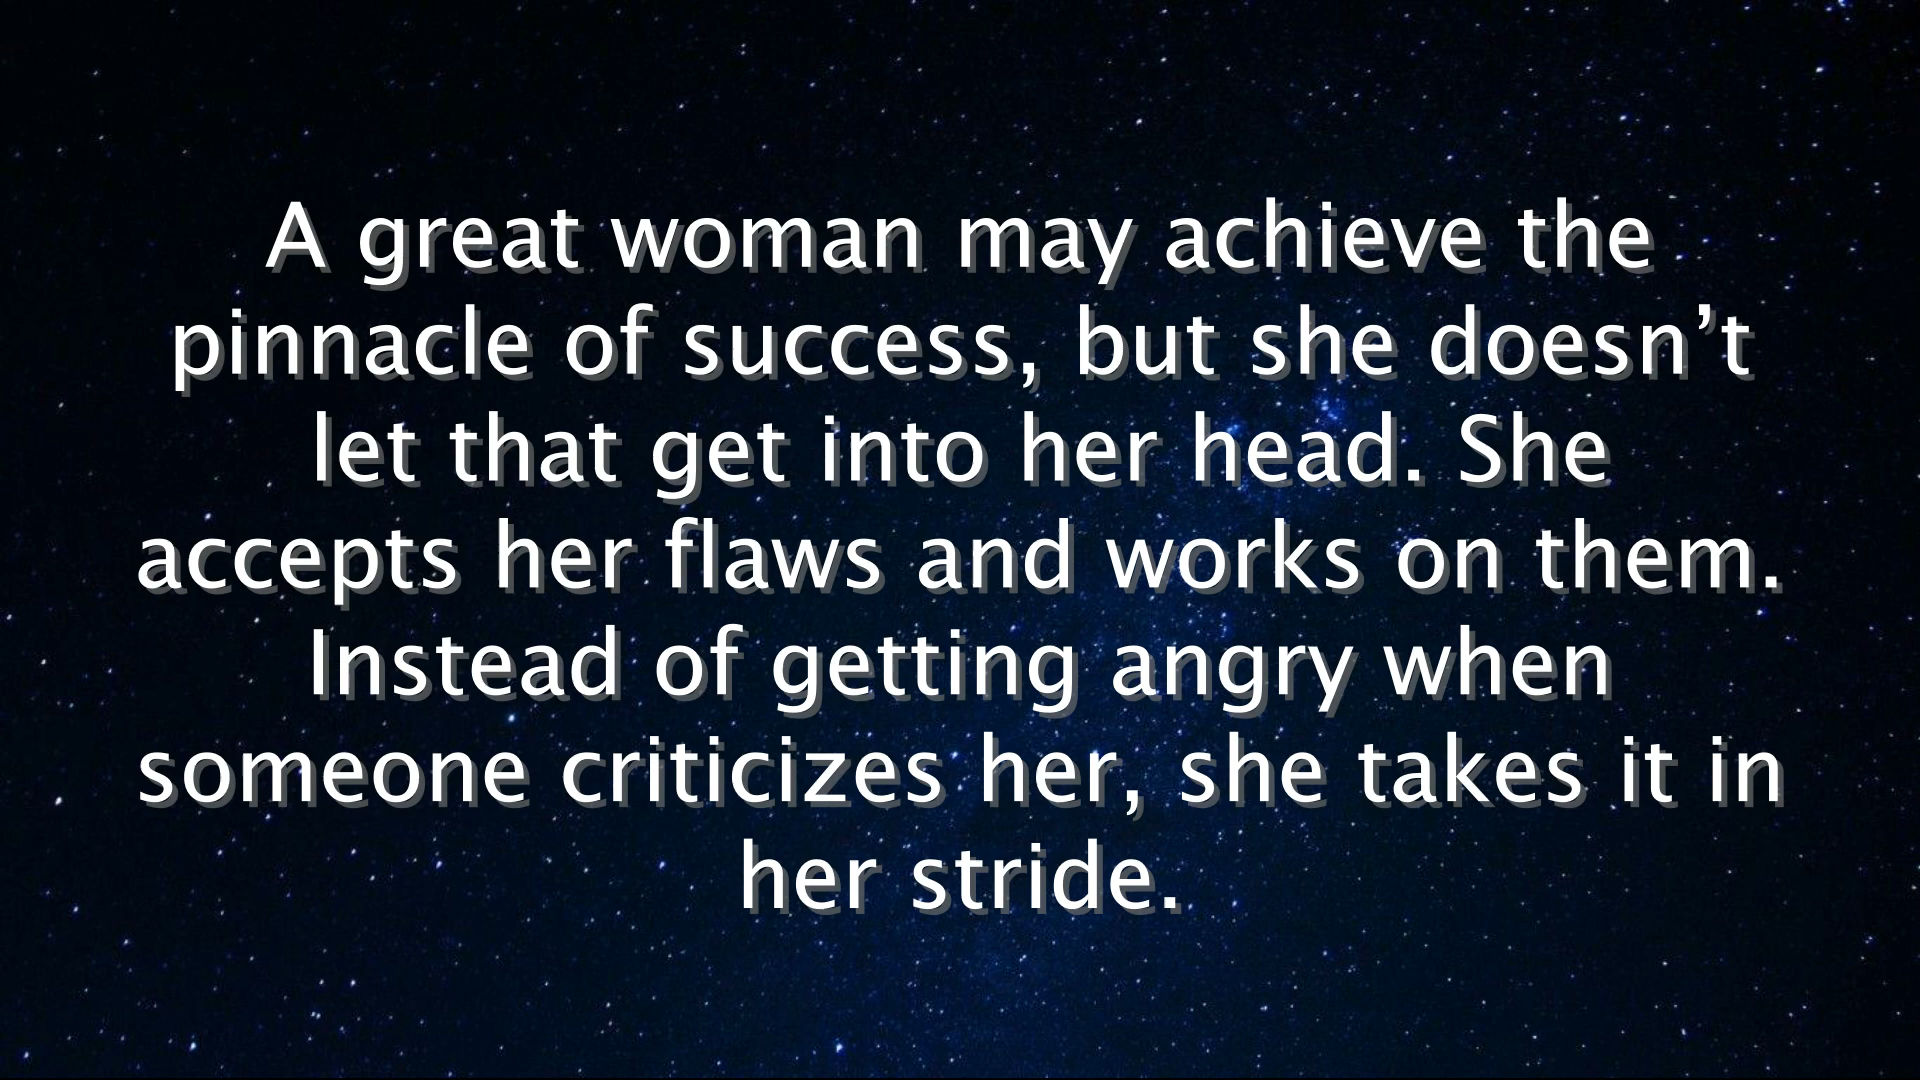 A great woman may achieve the
pinnacle of success, but she doesn’t
let that get into her head. She
accepts her flaws and works on them.
Instead of getting angry when
someone criticizes her, she takes it in
her stride.